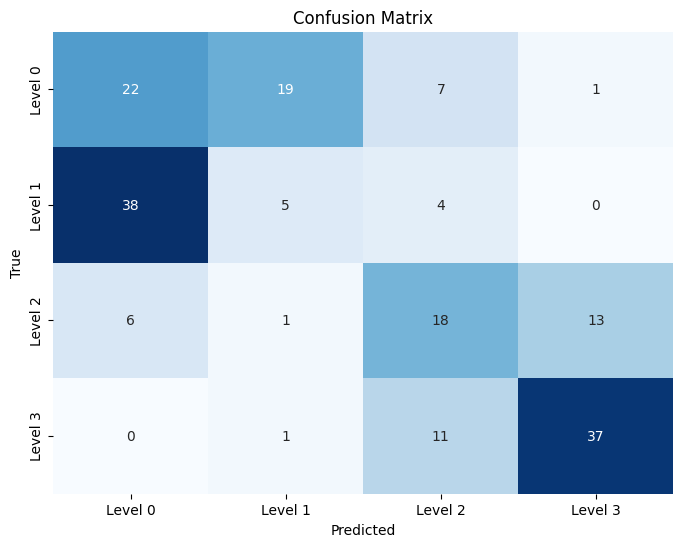 Confusion Matrix
True
Level 0
22 19 7 1
Level 1
38 5 4 0
Level 2
6 1 18 13
Level 3
0 1 11 37
Level 0 Level 1 Level 2 Level 3
Predicted